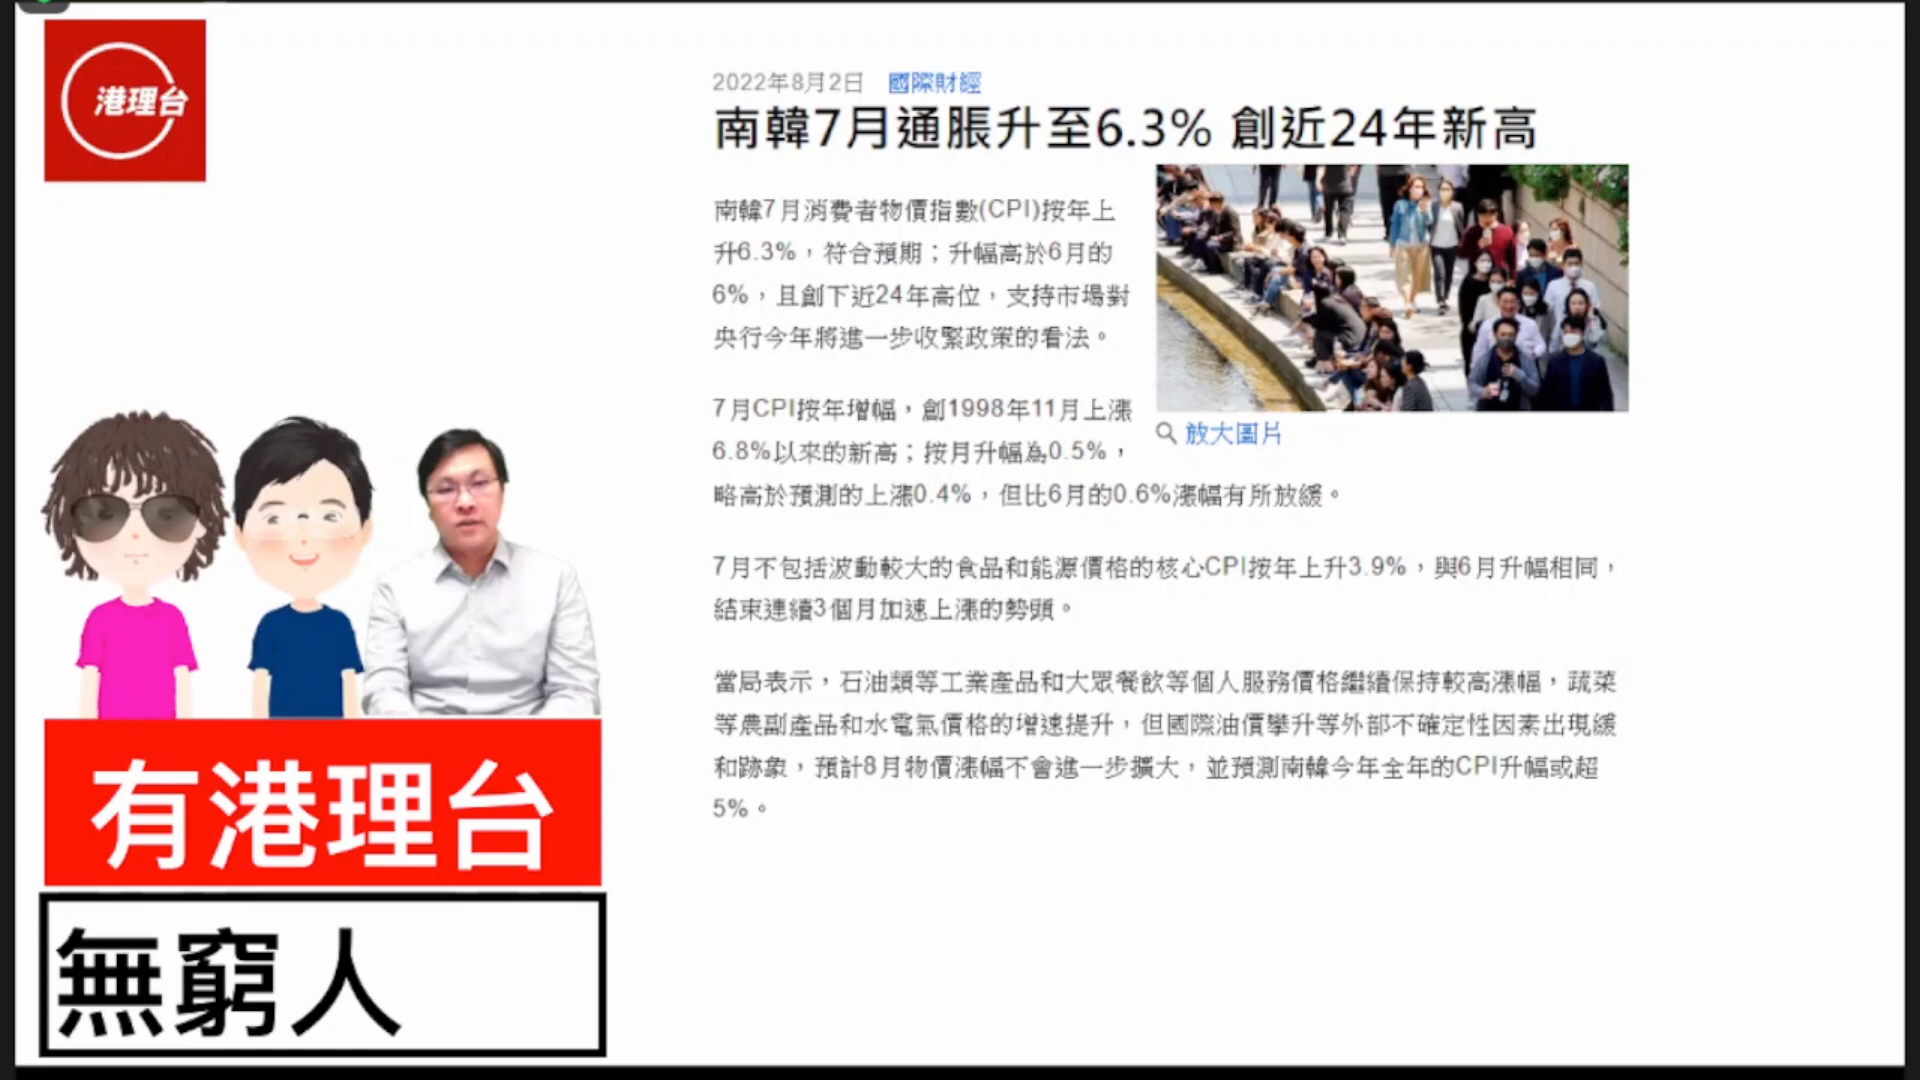 港理台
2022年8月2日 國際財經
南韓7月通脹升至6.3% 創近24年新高
南韓7月消費者物價指數(CPI)按年上
升6.3%，符合預期；升幅高於6月的
6%，且創下近24年高位，支持市場對
央行今年將進一步收緊政策的看法。
7月CPI按年增幅，創1998年11月上漲
6.8%以來的新高；按月升幅為0.5%，
略高於預測的上漲0.4%，但比6月的0.6%漲幅有所放緩。
放大圖片
7月不包括波動較大的食品和能源價格的核心CPI按年上升3.9%，與6月升幅相同，
結束連續3個月加速上漲的勢頭。
當局表示，石油類等工業產品和大眾餐飲等個人服務價格繼續保持較高漲幅，蔬菜
等農副產品和水電氣價格的增速提升，但國際油價攀升等外部不確定性因素出現緩
和跡象，預計8月物價漲幅不會進一步擴大，並預測南韓今年全年的CPI升幅或超
5%。
有港理台
無窮人